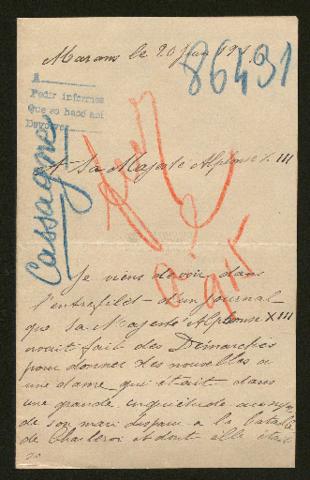 Marans le 20 Juin
86431
A
Pedir informes
Que se hace así
Devolver
Cassagne
A Sa Majesté Alphonse XIII
Je viens de voir dans
l'entrefilet d'un journal
que Sa Majesté Alphonse XIII
avait fait des Démarches
pour donner des nouvelles a
une dame qui était dans
une grande inquiétude
de son mari disparu a la bataille
de Charleroi et dont elle était